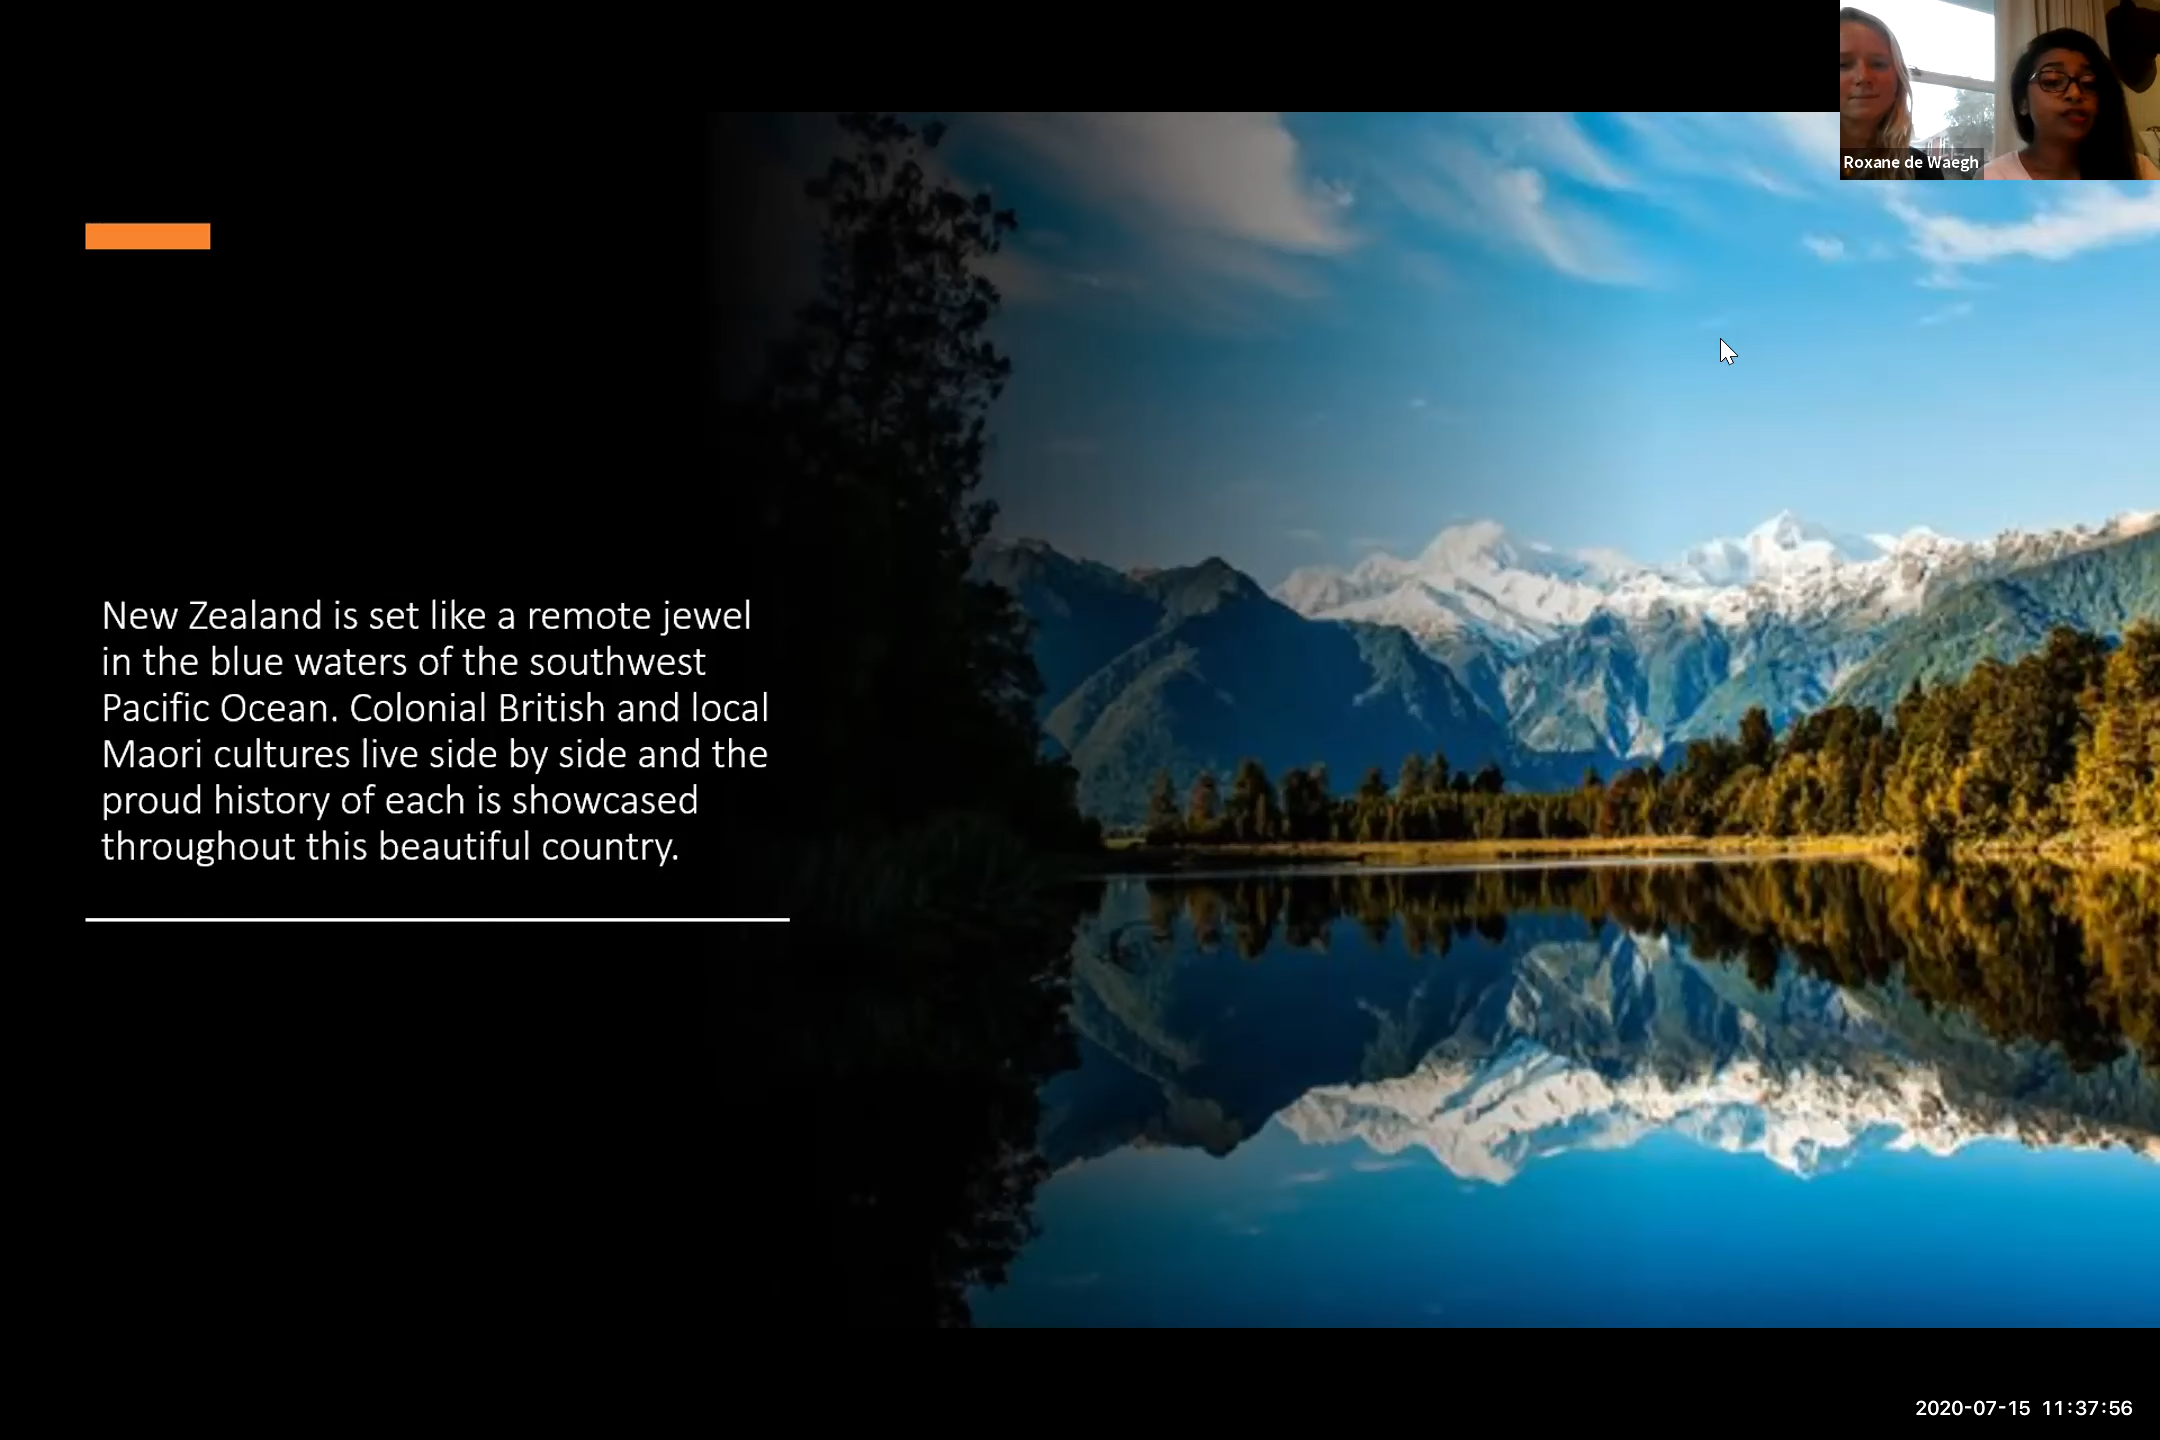 Roxane de Waegh
New Zealand is set like a remote jewel
in the blue waters of the southwest
Pacific Ocean. Colonial British and local
Maori cultures live side by side and the
proud history of each is showcased
throughout this beautiful country.
2020-07-15 11:37:56